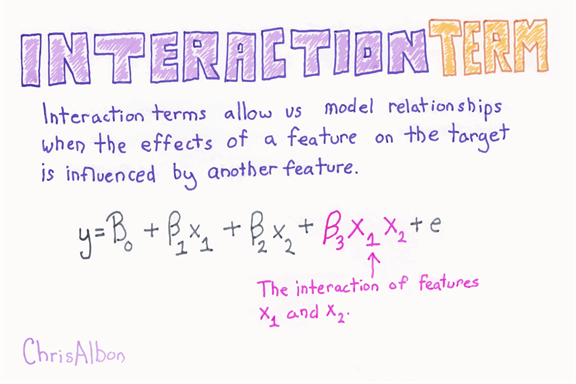 INTERACTION TERM
Interaction terms allow us model relationships
when the effects of a feature on the target
is influenced by another feature.
y=β₀ + β₁x₁ + β₂x₂ + β₃x₁x₂ + e
The interaction of features
x₁ and x₂.
ChrisAlbon